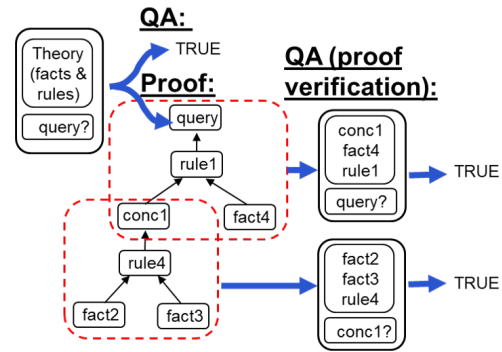 QA:
TRUE
Theory
(facts &
rules)
query?
Proof:
query
rule1
conc1
fact4
rule4
fact2
fact3
QA (proof
verification):
conc1
fact4
rule1
query?
TRUE
fact2
fact3
rule4
conc1?
TRUE